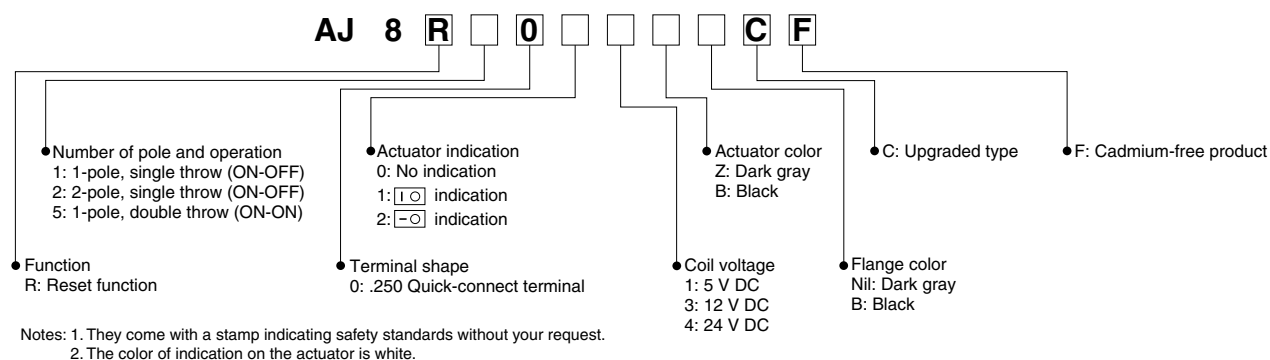 AJ 8 R 0 C F
Number of pole and operation
1: 1-pole, single throw (ON-OFF)
2: 2-pole, single throw (ON-OFF)
5: 1-pole, double throw (ON-ON)
Actuator indication
0: No indication
1: I O indication
2: – O indication
Actuator color
Z: Dark gray
B: Black
C: Upgraded type
F: Cadmium-free product
Function
R: Reset function
Terminal shape
0: .250 Quick-connect terminal
Coil voltage
1: 5 V DC
3: 12 V DC
4: 24 V DC
Flange color
Nil: Dark gray
B: Black
Notes: 1. They come with a stamp indicating safety standards without your request.
2. The color of indication on the actuator is white.